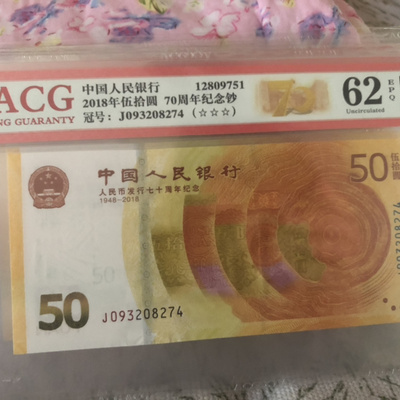 ACG
NG GUARANTY
中国人民银行 12809751
2018年伍拾圆 70周年纪念钞
冠号: J093208274 (☆☆☆)
70
62
EPQ
Uncirculated
中国人民银行
人民币发行七十周年纪念
1948-2018
50
伍拾圆
J093208274
50
J093208274